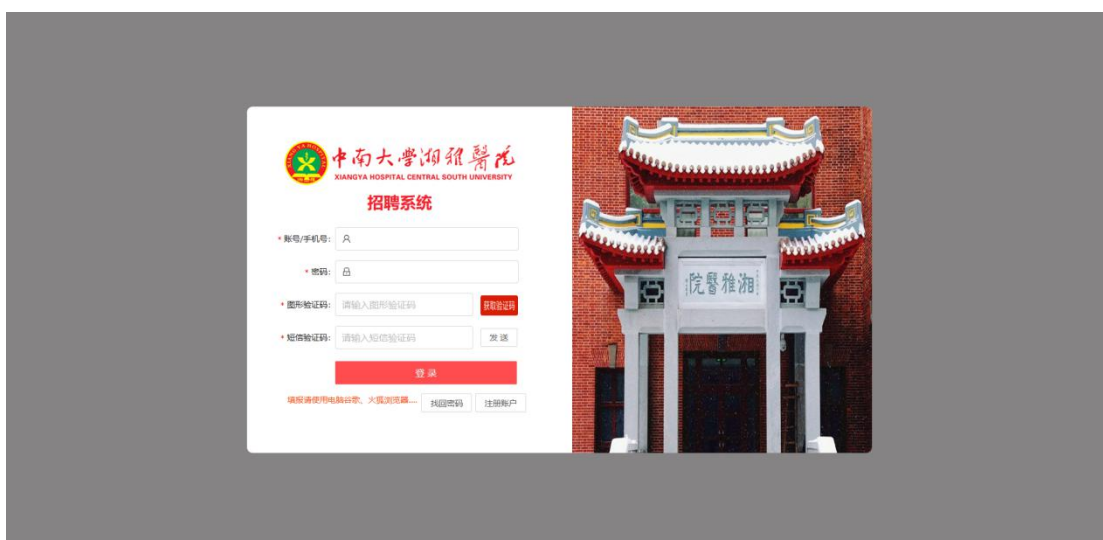 中南大学湘雅醫院
XIANGYA HOSPITAL CENTRAL SOUTH UNIVERSITY
招聘系统
* 账号/手机号:
* 密码:
* 图形验证码: 请输入图形验证码 获取验证码
* 短信验证码: 请输入短信验证码 发 送
登 录
填报请使用电脑谷歌、火狐浏览器.... 找回密码 注册账户
院醫雅湘